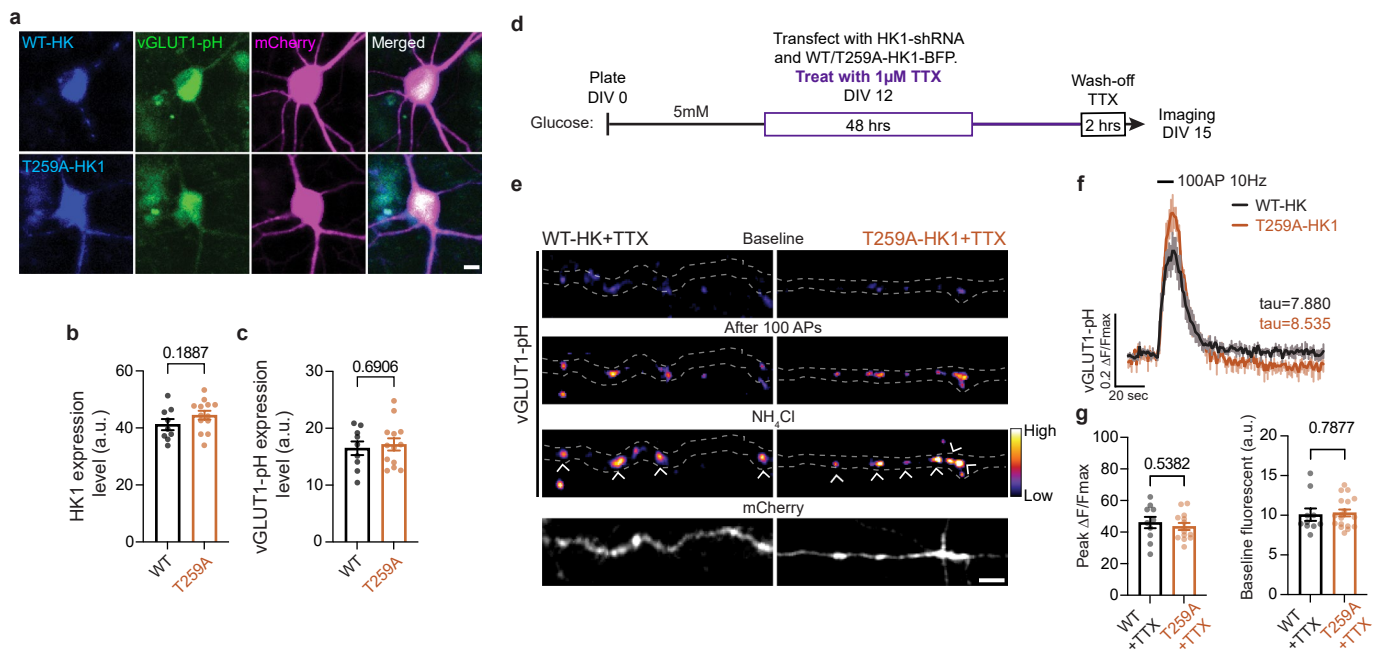 a
WT-HK
vGLUT1-pH
mCherry
Merged
T259A-HK1
b
0.1887
HK1 expression
level (a.u.)
60
40
20
0
WT
T259A
c
0.6906
vGLUT1-pH expression
level (a.u.)
30
20
10
0
WT
T259A
d
Transfect with HK1-shRNA
and WT/T259A-HK1-BFP.
Treat with 1µM TTX
DIV 12
Plate
DIV 0
Wash-off
TTX
Glucose:
5mM
48 hrs
2 hrs
Imaging
DIV 15
e
WT-HK+TTX
Baseline
T259A-HK1+TTX
vGLUT1-pH
After 100 APs
NH4Cl
High
Low
mCherry
f
100AP 10Hz
WT-HK
T259A-HK1
tau=7.880
tau=8.535
vGLUT1-pH
0.2 ΔF/Fmax
20 sec
g
0.5382
Peak ΔF/Fmax
100
80
60
40
20
0
WT
+TTX
T259A
+TTX
0.7877
Baseline fluorescent (a.u.)
20
15
10
5
0
WT
+TTX
T259A
+TTX